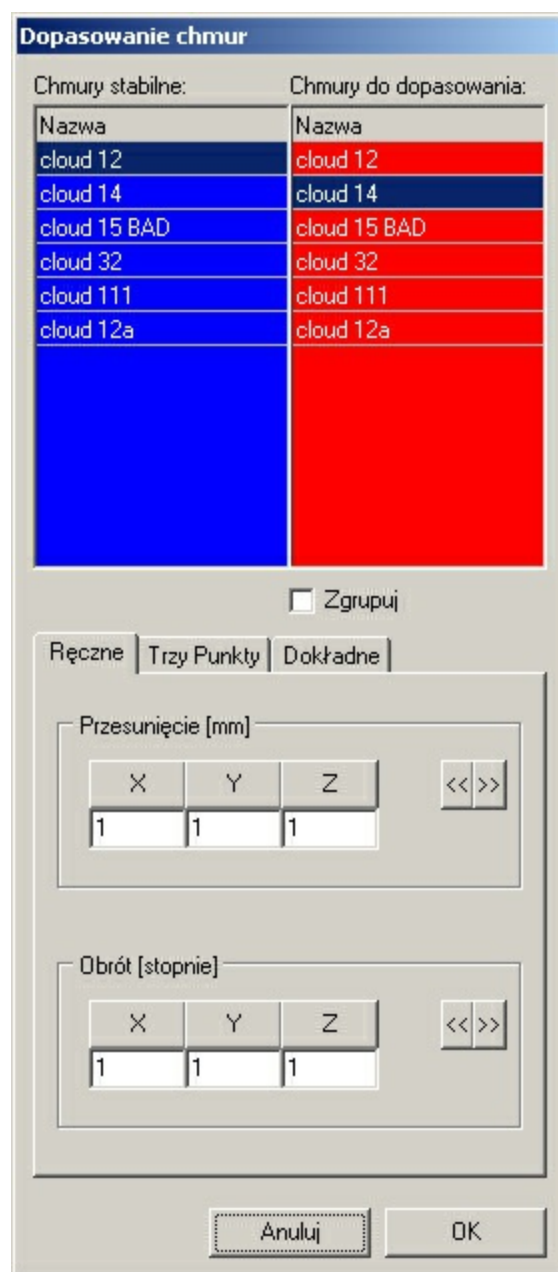 Dopasowanie chmur
Chmury stabilne: Chmury do dopasowania:
Nazwa Nazwa
cloud 12 cloud 12
cloud 14 cloud 14
cloud 15 BAD cloud 15 BAD
cloud 32 cloud 32
cloud 111 cloud 111
cloud 12a cloud 12a
Zgrupuj
Ręczne Trzy Punkty Dokładne
Przesunięcie [mm]
X Y Z << >>
1 1 1
Obrót [stopnie]
X Y Z << >>
1 1 1
Anuluj OK